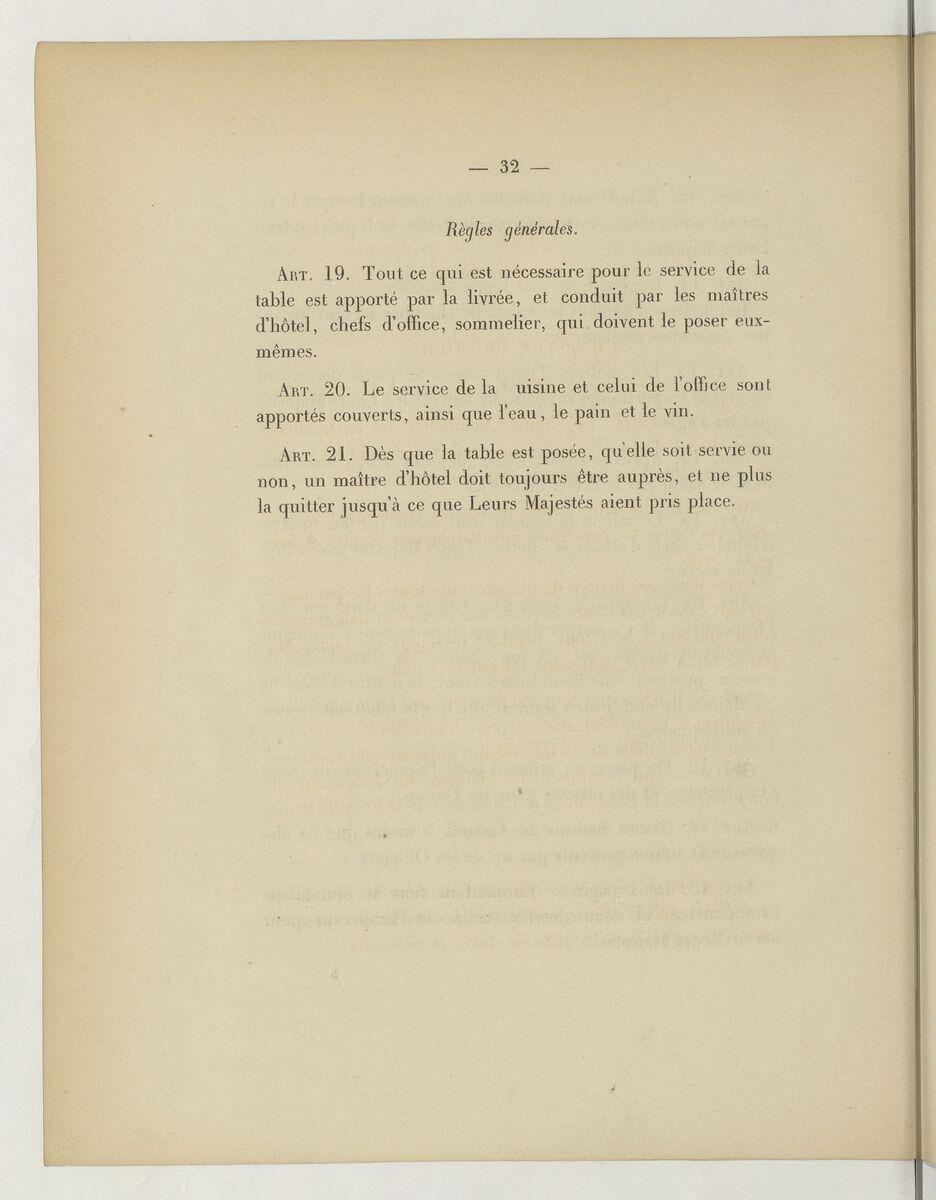 — 32 —
Règles générales.
ART. 19. Tout ce qui est nécessaire pour le service de la
table est apporté par la livrée, et conduit par les maîtres
d'hôtel, chefs d'office, sommelier, qui doivent le poser eux-
mêmes.
ART. 20. Le service de la uisine et celui de l'office sont
apportés couverts, ainsi que l'eau, le pain et le vin.
ART. 21. Dès que la table est posée, qu'elle soit servie ou
non, un maître d'hôtel doit toujours être auprès, et ne plus
la quitter jusqu'à ce que Leurs Majestés aient pris place.